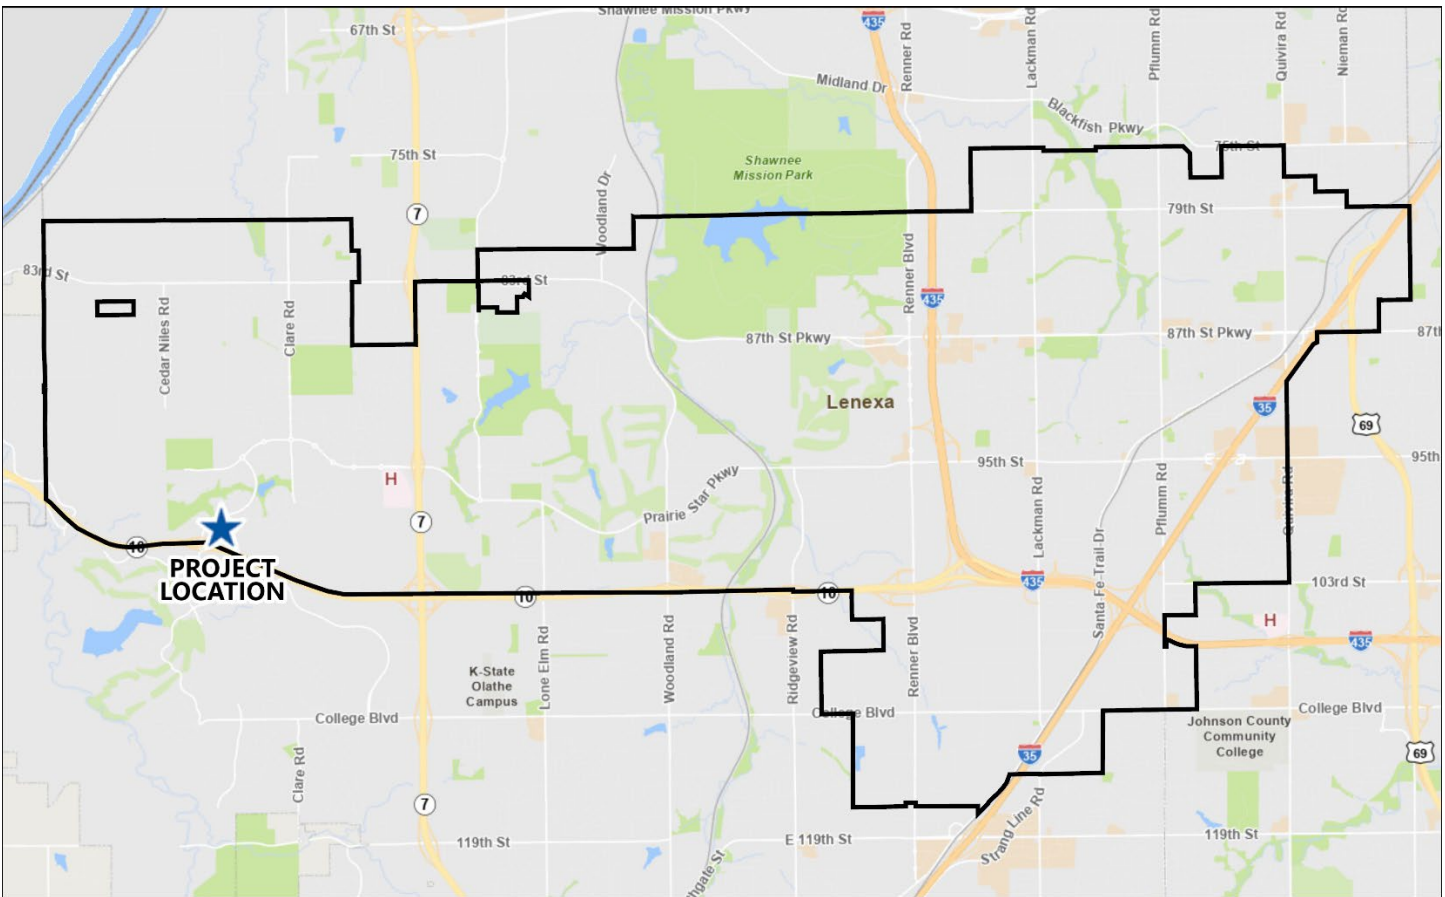 Shawnee Mission Pkwy
67th St
435
Renner Rd
Lackman Rd
Pflumm Rd
Quivira Rd
Nieman Rd
Midland Dr
Blackfish Pkwy
75th St
75th St
Shawnee
Mission Park
Woodland Dr
7
79th St
83rd St
83rd St
Renner Blvd
435
Cedar Niles Rd
Clare Rd
87th St Pkwy
87th St Pkwy
87th
Lenexa
35
69
95th St
95th
H
Prairie Star Pkwy
Lackman Rd
Pflumm Rd
Quivira Rd
7
10
PROJECT
LOCATION
Santa-Fe-Trail-Dr
435
103rd St
10
10
H
435
Lone Elm Rd
Woodland Rd
Ridgeview Rd
Renner Blvd
K-State
Olathe
Campus
College Blvd
College Blvd
College Blvd
Johnson County
Community
College
Clare Rd
35
69
7
Strang Line Rd
119th St
E 119th St
119th St
hgate St